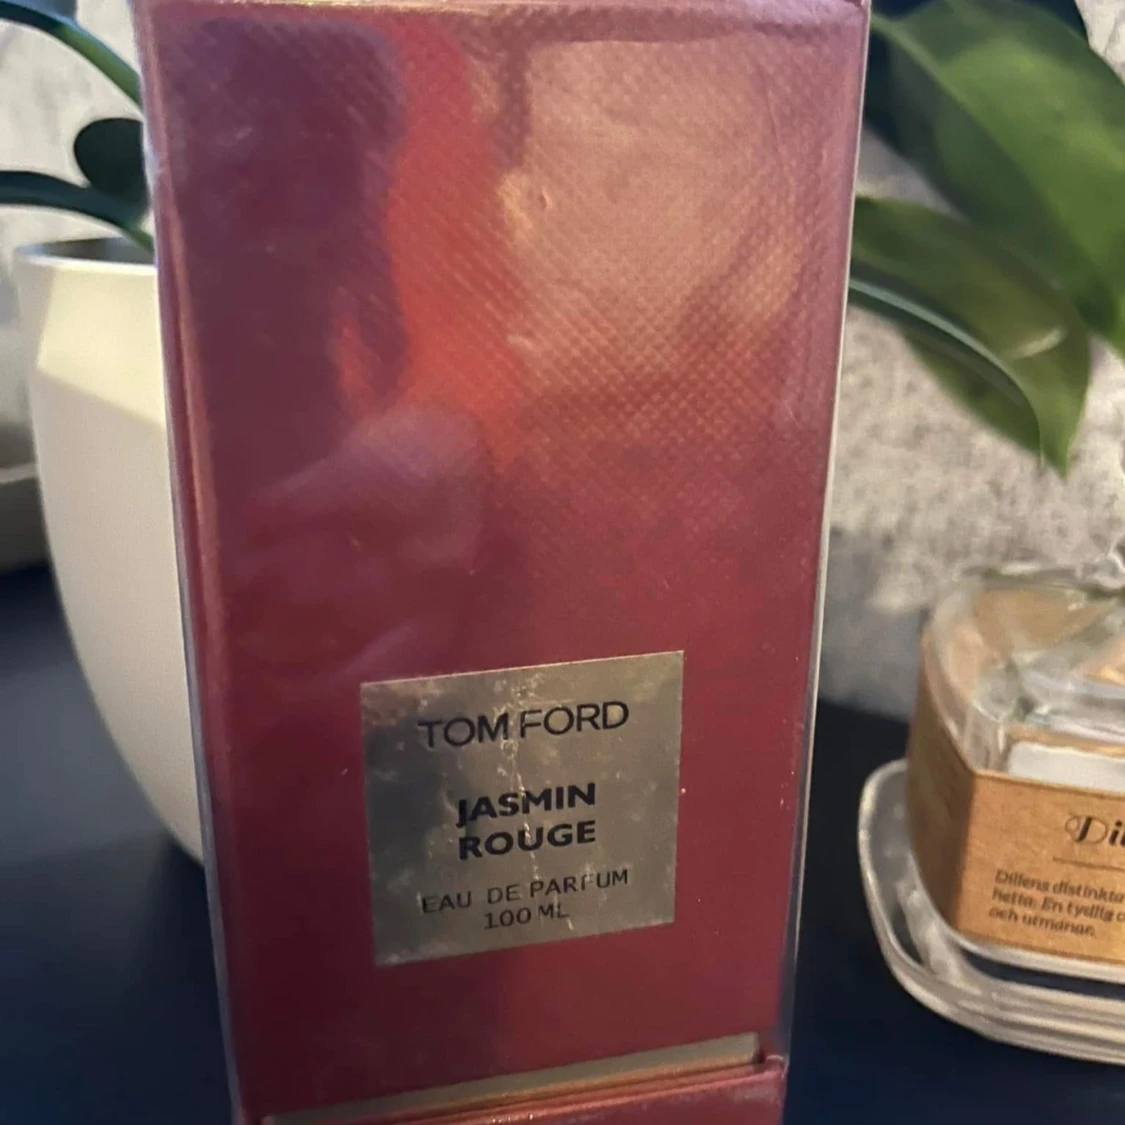 TOM FORD
JASMIN
ROUGE
EAU DE PARFUM
100 ML
Dillens distinkta
hetta. En tydlig
och utmanar.